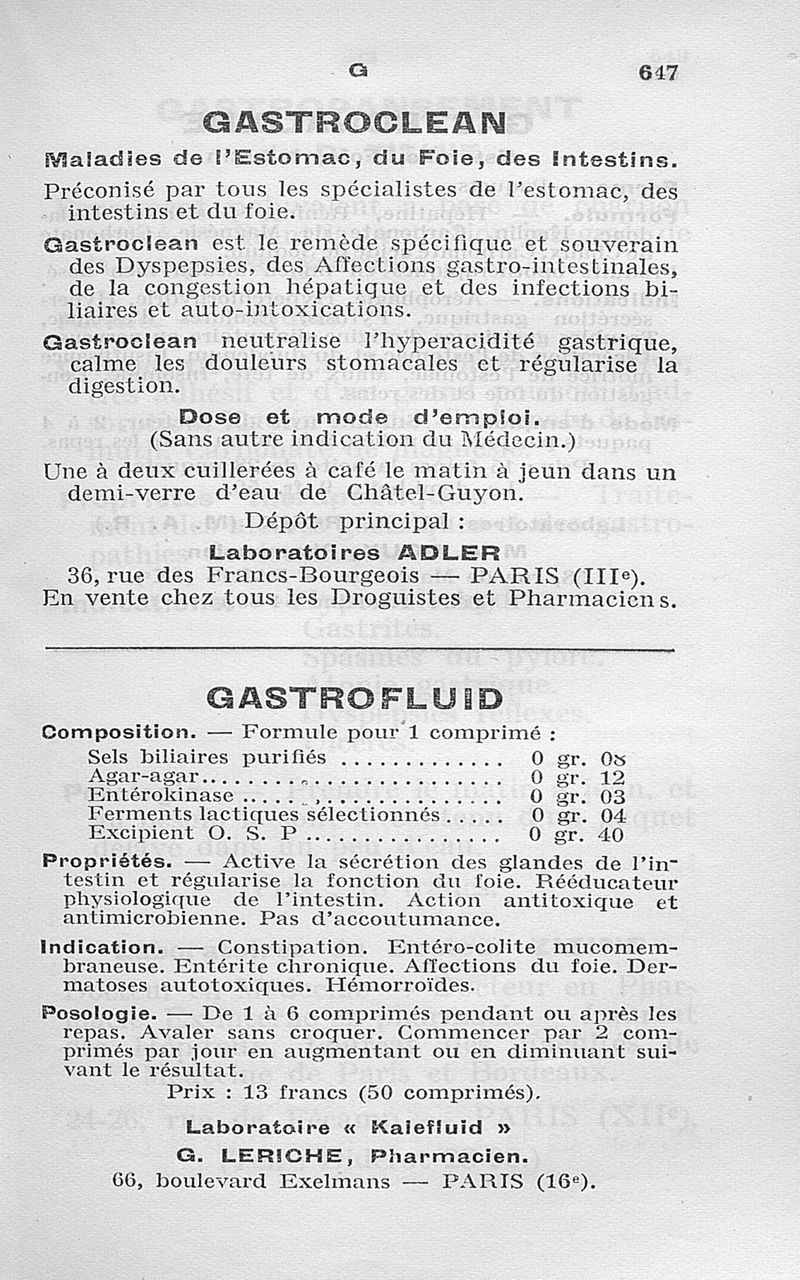 G 647
GASTROCLEAN
Maladies de l'Estomac, du Foie, des Intestins.
Préconisé par tous les spécialistes de l'estomac, des
intestins et du foie.
Gastroclean est le remède spécifique et souverain
des Dyspepsies, des Affections gastro-intestinales,
de la congestion hépatique et des infections bi-
liaires et auto-intoxications.
Gastroclean neutralise l'hyperacidité gastrique,
calme les douleurs stomacales et régularise la
digestion.
Dose et mode d'emploi.
(Sans autre indication du Médecin.)
Une à deux cuillerées à café le matin à jeun dans un
demi-verre d'eau de Châtel-Guyon.
Dépôt principal :
Laboratoires ADLER
36, rue des Francs-Bourgeois — PARIS (IIIe).
En vente chez tous les Droguistes et Pharmaciens.
GASTROFLUID
Composition. — Formule pour 1 comprimé :
Sels biliaires purifiés ............. 0 gr. 08
Agar-agar......................... 0 gr. 12
Entérokinase ..................... 0 gr. 03
Ferments lactiques sélectionnés..... 0 gr. 04
Excipient O. S. P ................ 0 gr. 40
Propriétés. — Active la sécrétion des glandes de l'in-
testin et régularise la fonction du foie. Rééducateur
physiologique de l'intestin. Action antitoxique et
antimicrobienne. Pas d'accoutumance.
Indication. — Constipation. Entéro-colite mucomem-
braneuse. Entérite chronique. Affections du foie. Der-
matoses autotoxiques. Hémorroïdes.
Posologie. — De 1 à 6 comprimés pendant ou après les
repas. Avaler sans croquer. Commencer par 2 com-
primés par jour en augmentant ou en diminuant sui-
vant le résultat.
Prix : 13 francs (50 comprimés).
Laboratoire « Kalefluid »
G. LERICHE, Pharmacien.
66, boulevard Exelmans — PARIS (16e).